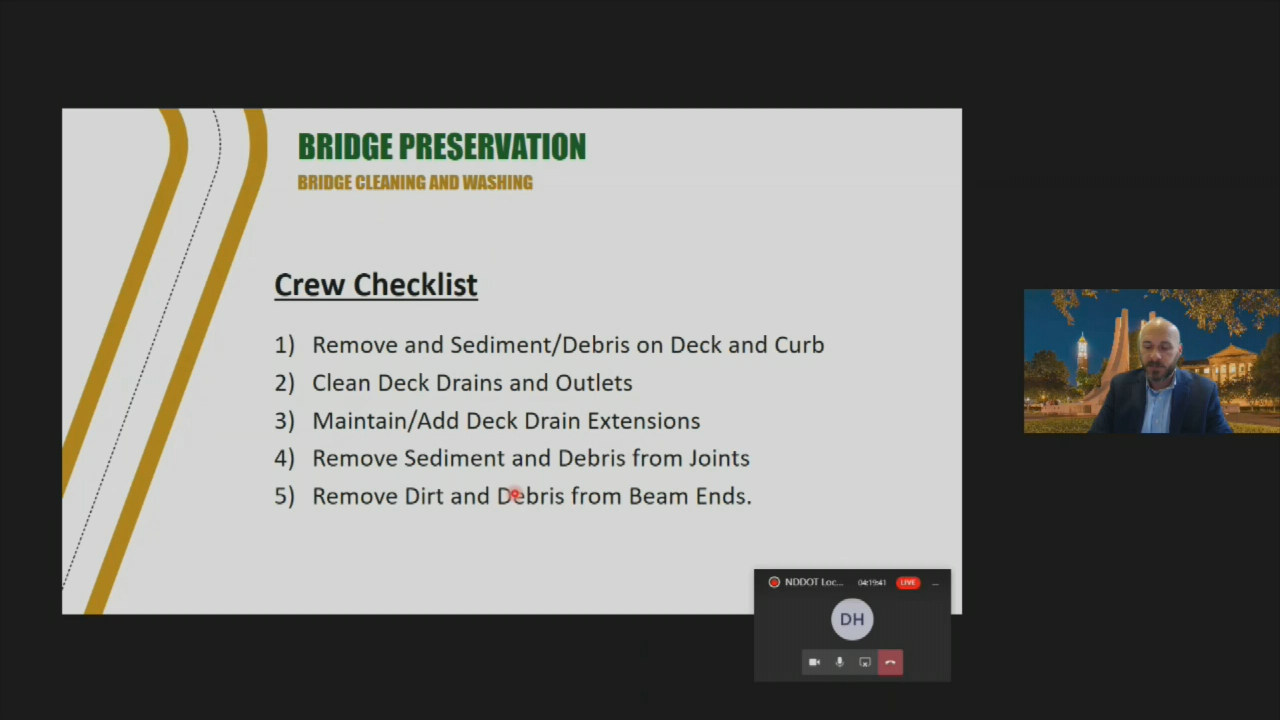 BRIDGE PRESERVATION
BRIDGE CLEANING AND WASHING
Crew Checklist
1) Remove and Sediment/Debris on Deck and Curb
2) Clean Deck Drains and Outlets
3) Maintain/Add Deck Drain Extensions
4) Remove Sediment and Debris from Joints
5) Remove Dirt and Debris from Beam Ends.
NDDOT Loc... 04:19:41 LIVE ...
DH